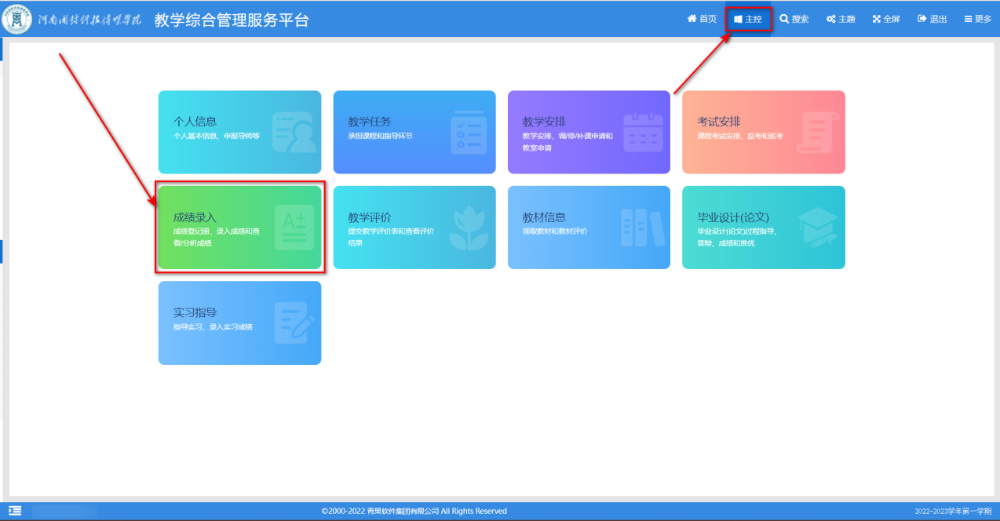 河南开封科技传媒学院 教学综合管理服务平台 首页 主控 搜索 主题 全屏 退出 更多
个人信息
个人基本信息、申报导师等
教学任务
承担课程和指导环节
教学安排
教学安排、调/停/补课申请和
教室申请
考试安排
课程考试安排、监考和巡考
成绩录入
成绩登记册、录入成绩和查
看/分析成绩
A+
教学评价
提交教学评价表和查看评价
结果
教材信息
领取教材和教材评价
毕业设计(论文)
毕业设计(论文)过程指导、
答辩、成绩和推优
实习指导
指导实习、录入实习成绩
©2000-2022 青果软件集团有限公司 All Rights Reserved
2022-2023学年第一学期